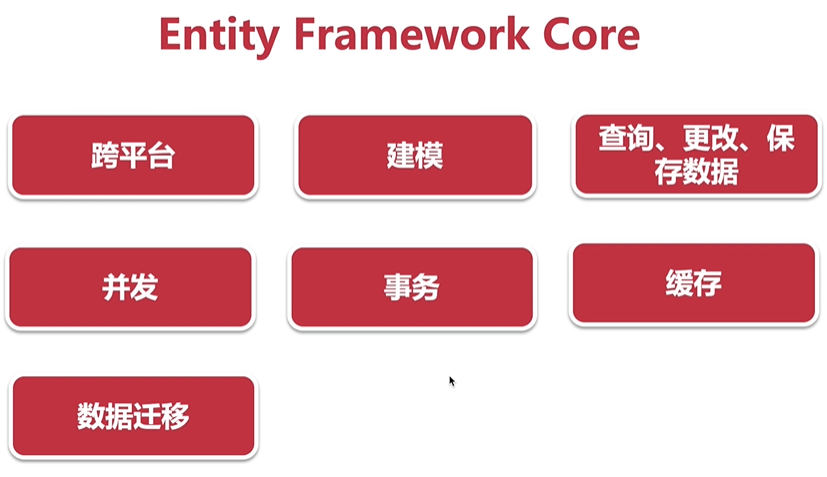 Entity Framework Core
跨平台
建模
查询、更改、保
存数据
并发
事务
缓存
数据迁移